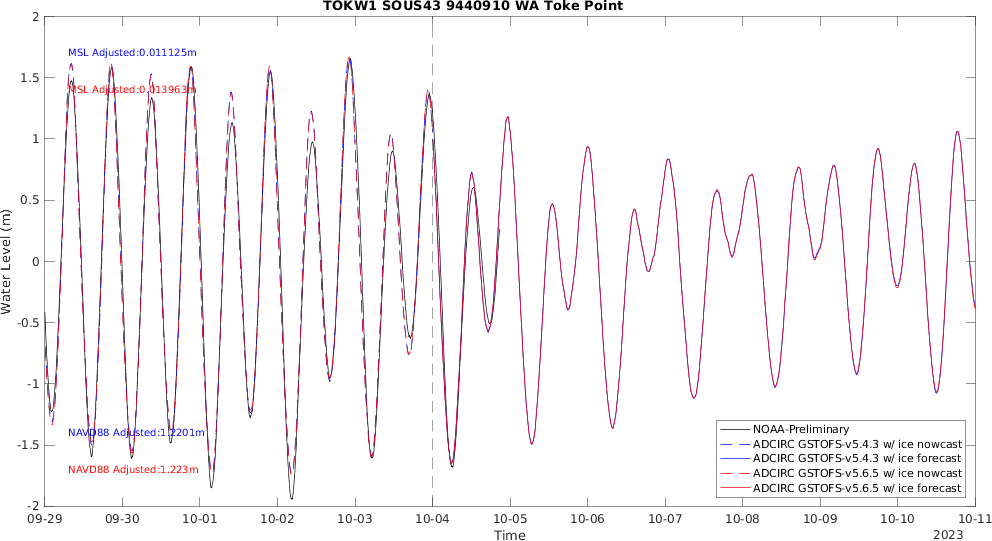 TOKW1 SOUS43 9440910 WA Toke Point
2
1.5
1
0.5
0
-0.5
-1
-1.5
-2
Water Level (m)
MSL Adjusted:0.011125m
MSL Adjusted:0.013963m
NAVD88 Adjusted:1.2201m
NAVD88 Adjusted:1.223m
NOAA-Preliminary
ADCIRC GSTOFS-v5.4.3 w/ ice nowcast
ADCIRC GSTOFS-v5.4.3 w/ ice forecast
ADCIRC GSTOFS-v5.6.5 w/ ice nowcast
ADCIRC GSTOFS-v5.6.5 w/ ice forecast
09-29 09-30 10-01 10-02 10-03 10-04 10-05 10-06 10-07 10-08 10-09 10-10 10-11
Time
2023